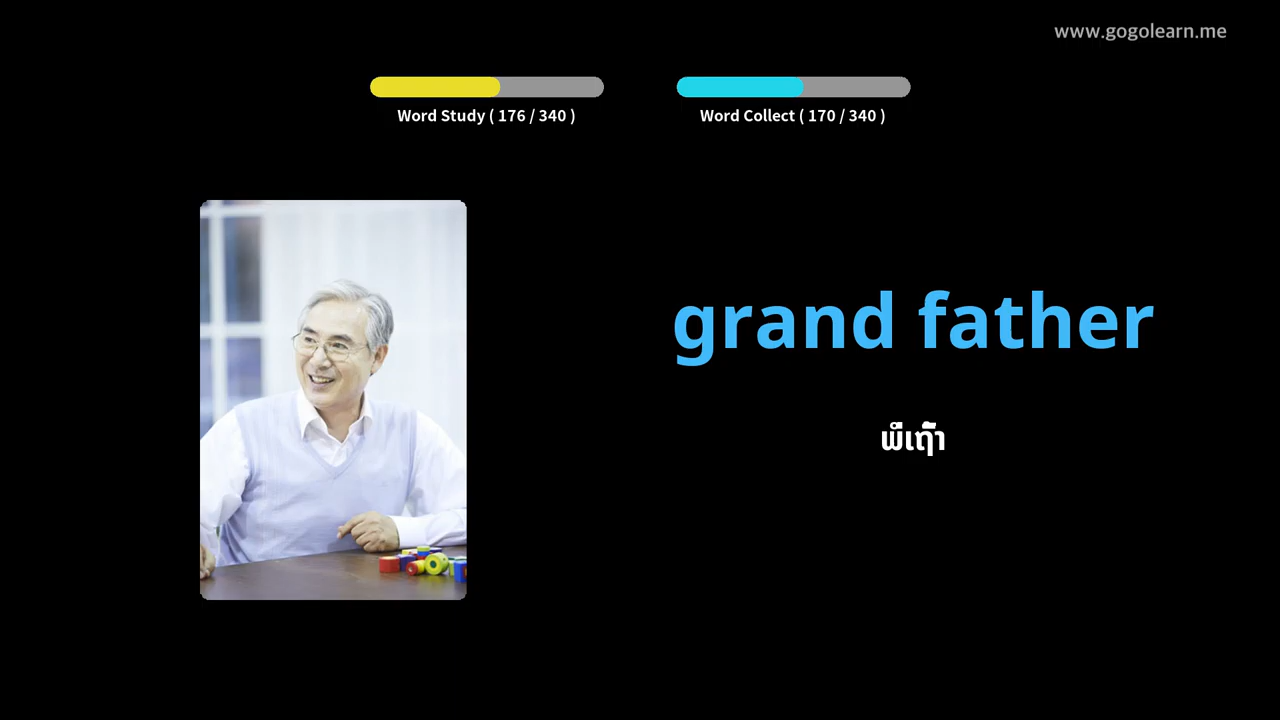 www.gogolearn.me
Word Study ( 176 / 340 )
Word Collect ( 170 / 340 )
grand father
ພໍ່ເຖົ້າ